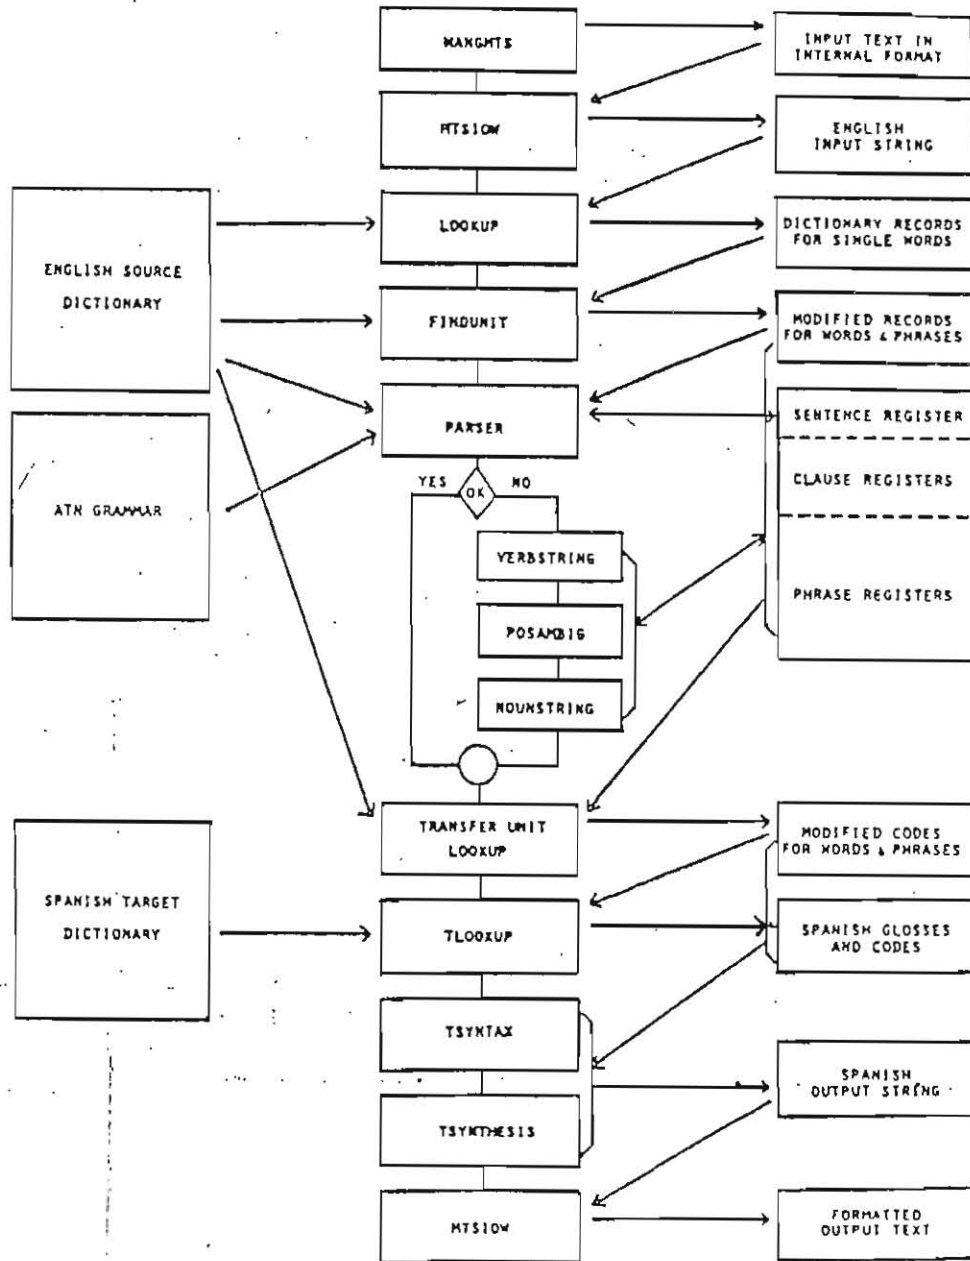 WANGMTS
INPUT TEXT IN
INTERNAL FORMAT
MTSIOW
ENGLISH
INPUT STRING
LOOKUP
DICTIONARY RECORDS
FOR SINGLE WORDS
ENGLISH SOURCE
DICTIONARY
FINDUNIT
MODIFIED RECORDS
FOR WORDS & PHRASES
PARSER
SENTENCE REGISTER
YES
OK
NO
CLAUSE REGISTERS
ATN GRAMMAR
VERBSTRING
PHRASE REGISTERS
POSAMBIG
NOUNSTRING
TRANSFER UNIT
LOOKUP
MODIFIED CODES
FOR WORDS & PHRASES
SPANISH TARGET
DICTIONARY
TLOOKUP
SPANISH GLOSSES
AND CODES
TSYNTAX
SPANISH
OUTPUT STRING
TSYNTHESIS
MTSIOW
FORMATTED
OUTPUT TEXT